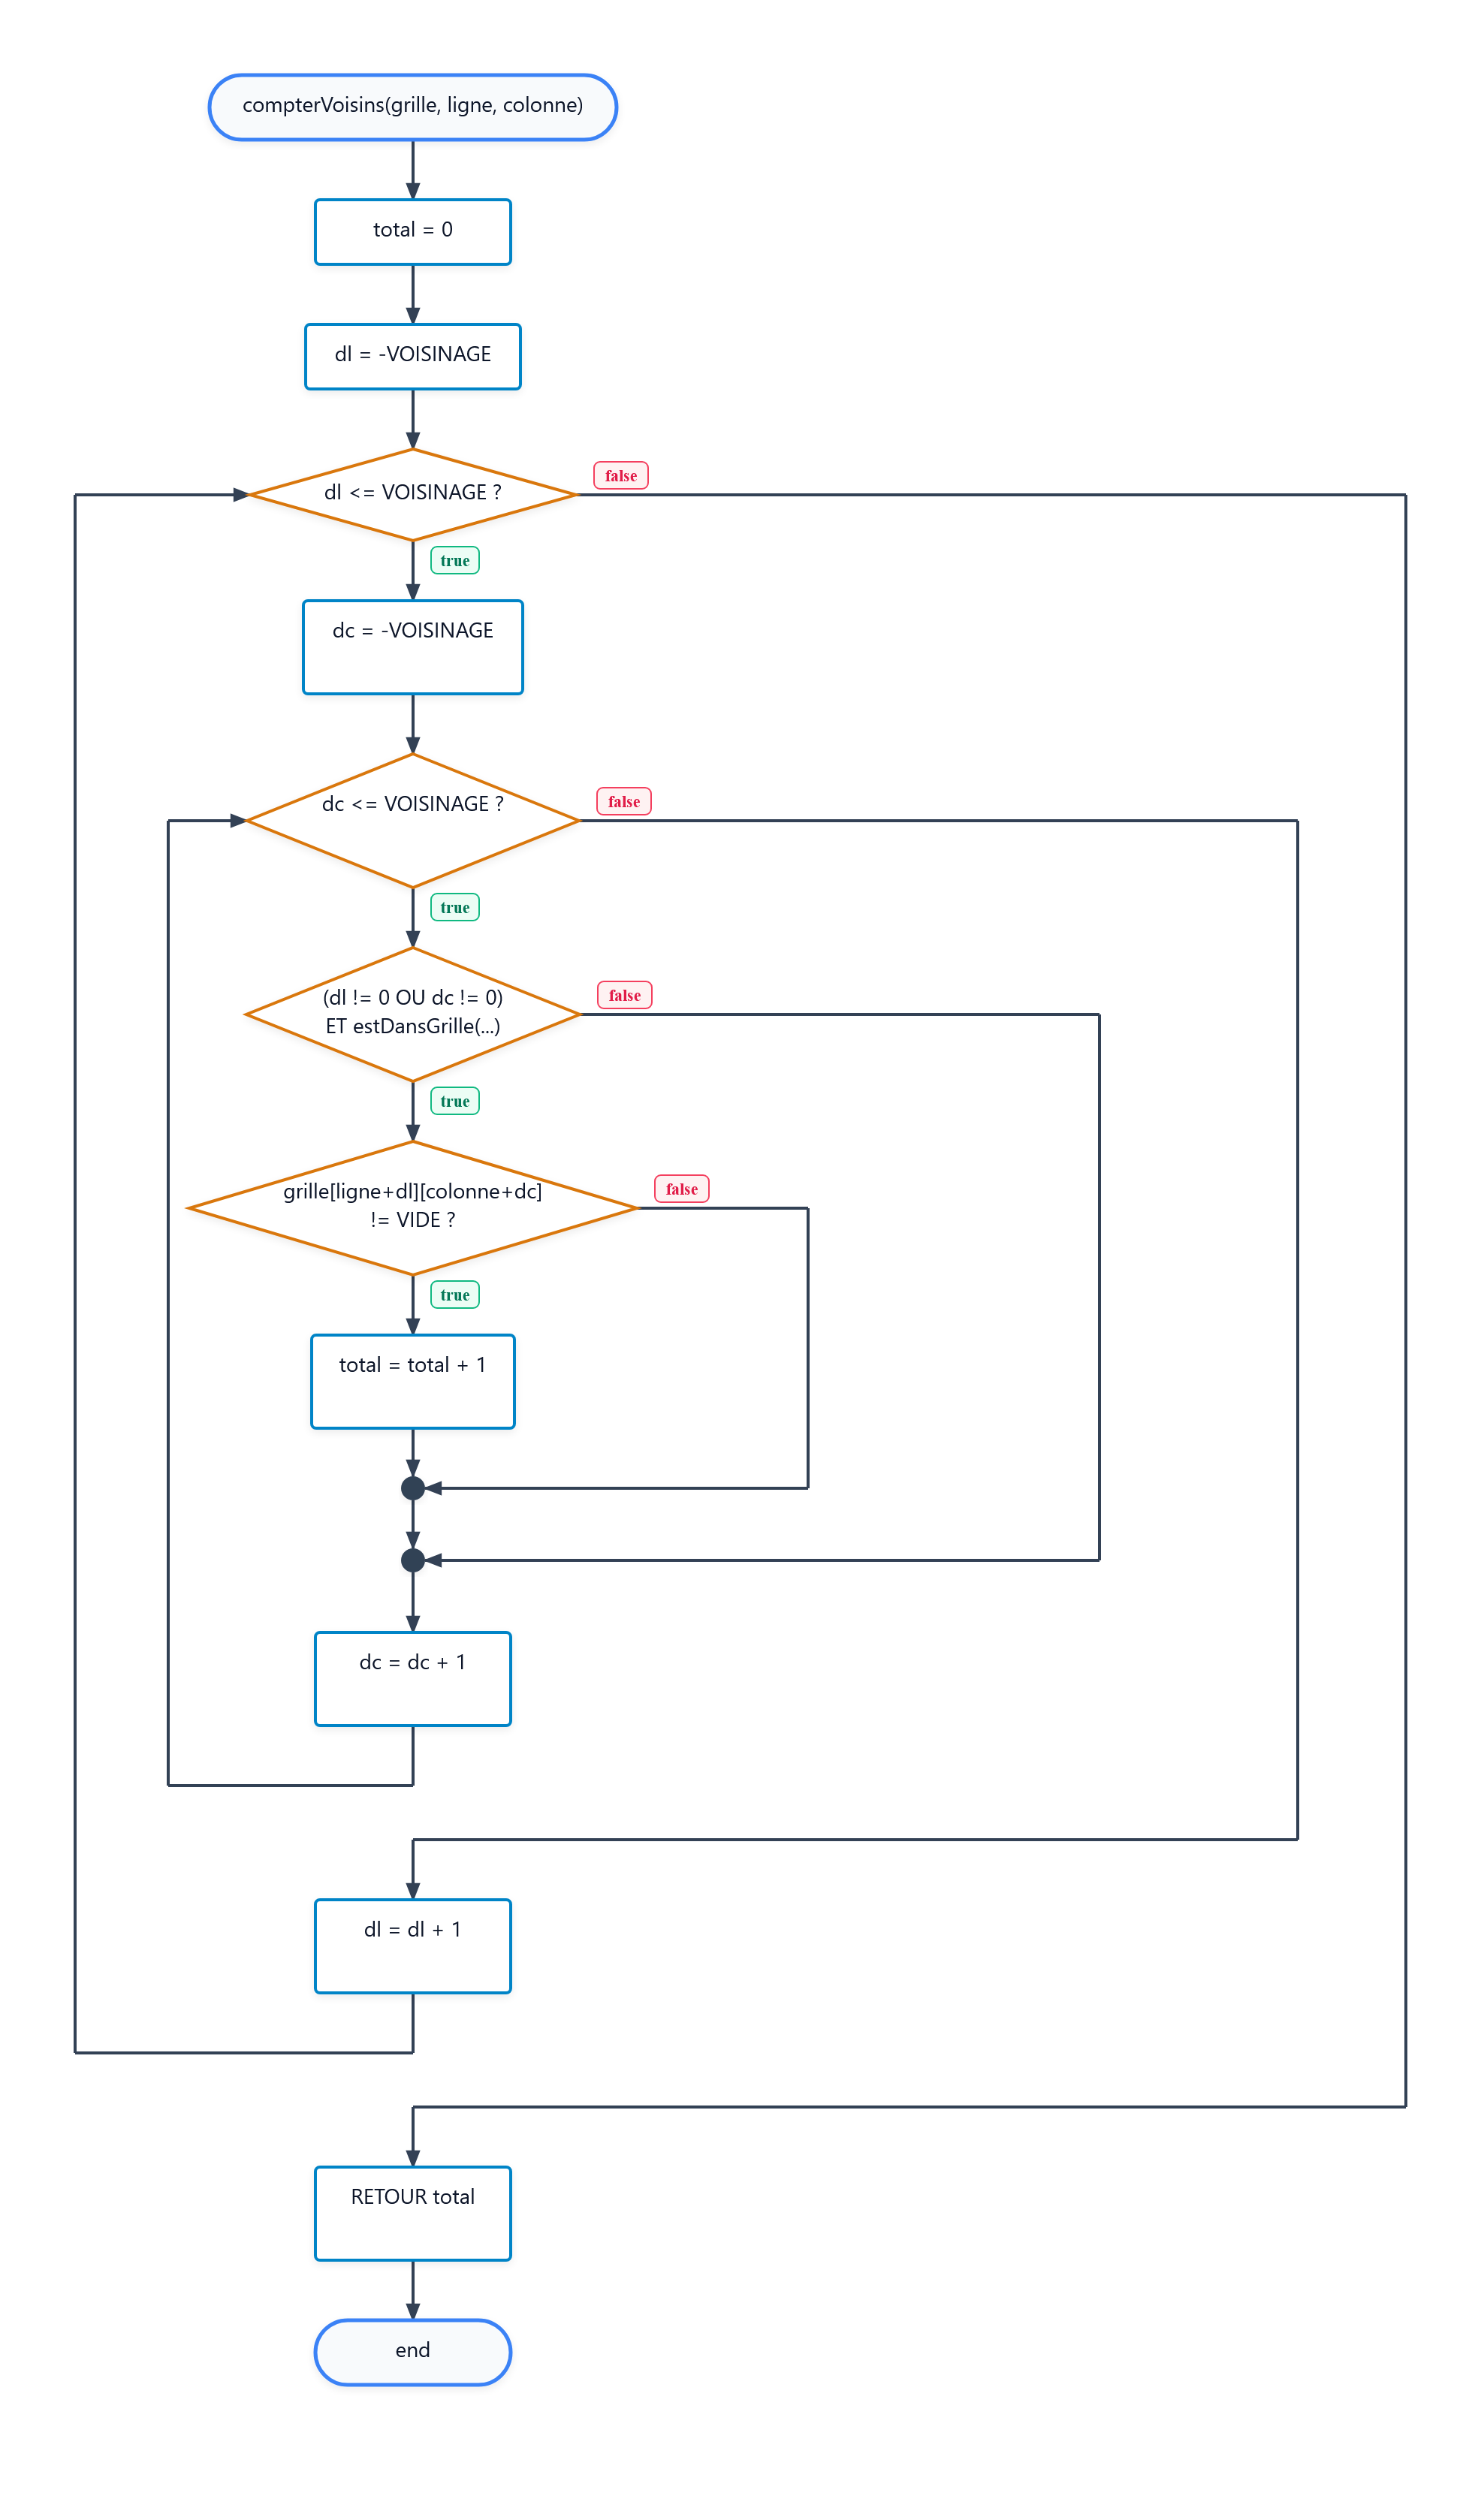 compterVoisins(grille, ligne, colonne)
total = 0
dl = -VOISINAGE
dl <= VOISINAGE ?
false
true
dc = -VOISINAGE
dc <= VOISINAGE ?
false
true
(dl != 0 OU dc != 0)
ET estDansGrille(...)
false
true
grille[ligne+dl][colonne+dc]
!= VIDE ?
false
true
total = total + 1
dc = dc + 1
dl = dl + 1
RETOUR total
end